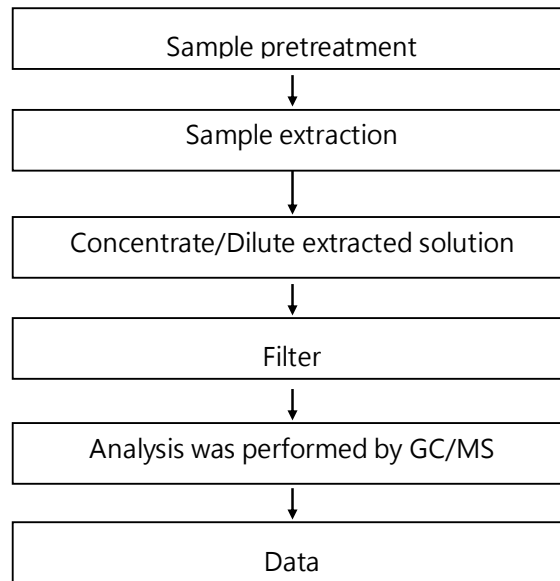 Sample pretreatment
Sample extraction
Concentrate/Dilute extracted solution
Filter
Analysis was performed by GC/MS
Data